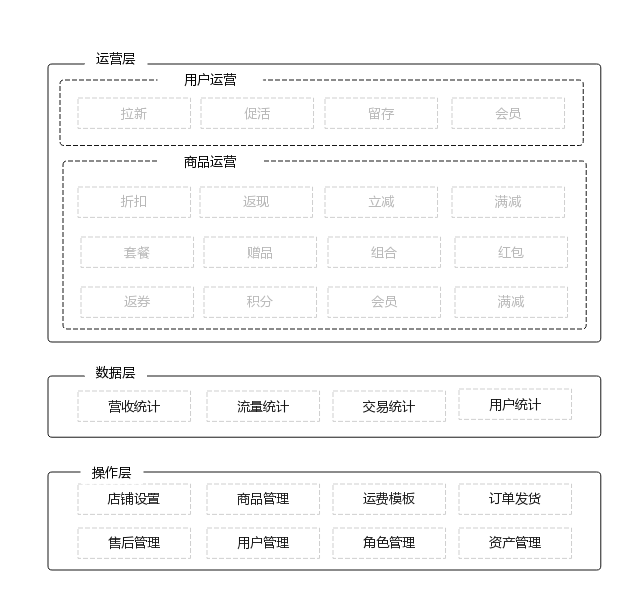 运营层
用户运营
拉新 促活 留存 会员
商品运营
折扣 返现 立减 满减
套餐 赠品 组合 红包
返券 积分 会员 满减
数据层
营收统计 流量统计 交易统计 用户统计
操作层
店铺设置 商品管理 运费模板 订单发货
售后管理 用户管理 角色管理 资产管理